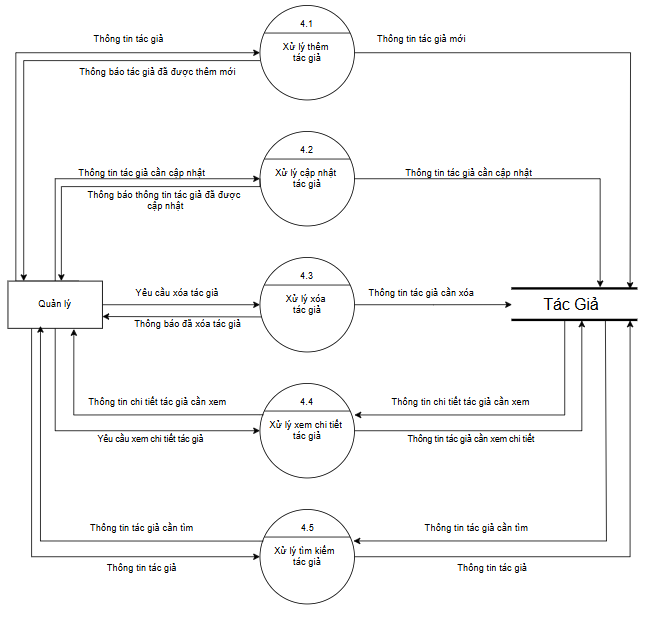 4.1
Thông tin tác giả
Xử lý thêm
tác giả
Thông tin tác giả mới
Thông báo tác giả đã được thêm mới
4.2
Thông tin tác giả cần cập nhật
Xử lý cập nhật
tác giả
Thông tin tác giả cần cập nhật
Thông báo thông tin tác giả đã được
cập nhật
4.3
Quản lý
Yêu cầu xóa tác giả
Xử lý xóa
tác giả
Thông tin tác giả cần xóa
Tác Giả
Thông báo đã xóa tác giả
4.4
Thông tin chi tiết tác giả cần xem
Xử lý xem chi tiết
tác giả
Thông tin chi tiết tác giả cần xem
Yêu cầu xem chi tiết tác giả
Thông tin tác giả cần xem chi tiết
4.5
Thông tin tác giả cần tìm
Xử lý tìm kiếm
tác giả
Thông tin tác giả cần tìm
Thông tin tác giả
Thông tin tác giả